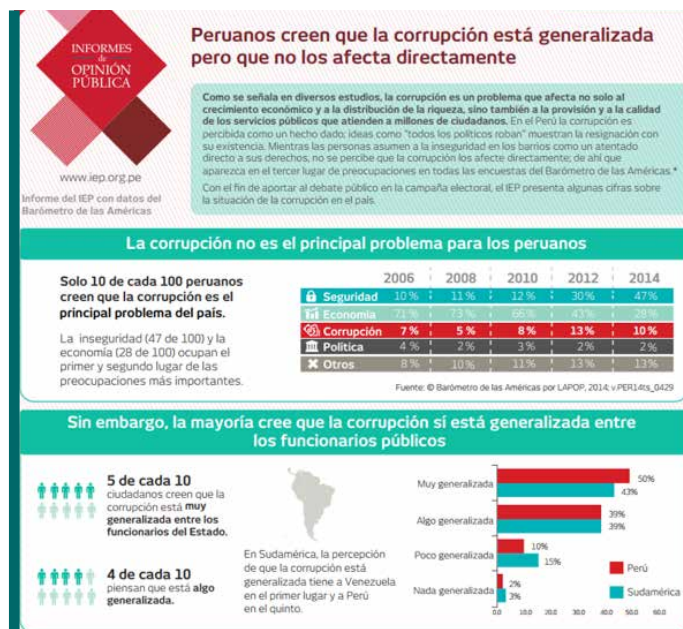 INFORMES
de
OPINIÓN
PÚBLICA
www.iep.org.pe
Informe del IEP con datos del
Barómetro de las Américas
Peruanos creen que la corrupción está generalizada
pero que no los afecta directamente
Como se señala en diversos estudios, la corrupción es un problema que afecta no solo al
crecimiento económico y a la distribución de la riqueza, sino también a la provisión y a la calidad
de los servicios públicos que atienden a millones de ciudadanos. En el Perú la corrupción es
percibida como un hecho dado; ideas como "todos los políticos roban" muestran la resignación con
su existencia. Mientras las personas asumen a la inseguridad en los barrios como un atentado
directo a sus derechos, no se percibe que la corrupción los afecte directamente; de ahí que
aparezca en el tercer lugar de preocupaciones en todas las encuestas del Barómetro de las Américas.*
Con el fin de aportar al debate público en la campaña electoral, el IEP presenta algunas cifras sobre
la situación de la corrupción en el país.
La corrupción no es el principal problema para los peruanos
Solo 10 de cada 100 peruanos
creen que la corrupción es el
principal problema del país.
La inseguridad (47 de 100) y la
economía (28 de 100) ocupan el
primer y segundo lugar de las
preocupaciones más importantes.
2006 2008 2010 2012 2014
Seguridad 10 % 11 % 12 % 30% 47%
Economía 71 % 73 % 66% 43% 28%
Corrupción 7 % 5 % 8% 13% 10 %
Política 4 % 2% 3% 2% 2%
Otros 8% 10% 11% 13% 13%
Fuente: © Barómetro de las Américas por LAPOP, 2014; v.PER14ts_0429
Sin embargo, la mayoría cree que la corrupción sí está generalizada entre
los funcionarios públicos
5 de cada 10
ciudadanos creen que la
corrupción está muy
generalizada entre los
funcionarios del Estado.
4 de cada 10
piensan que está algo
generalizada.
En Sudamérica, la percepción
de que la corrupción está
generalizada tiene a Venezuela
en el primer lugar y a Perú
en el quinto.
Muy generalizada 50% 43%
Algo generalizada 39% 39%
Poco generalizada 10% 15%
Nada generalizada 2% 3%
Perú
Sudamérica
0.0 10.0 20.0 30.0 40.0 50.0 60.0